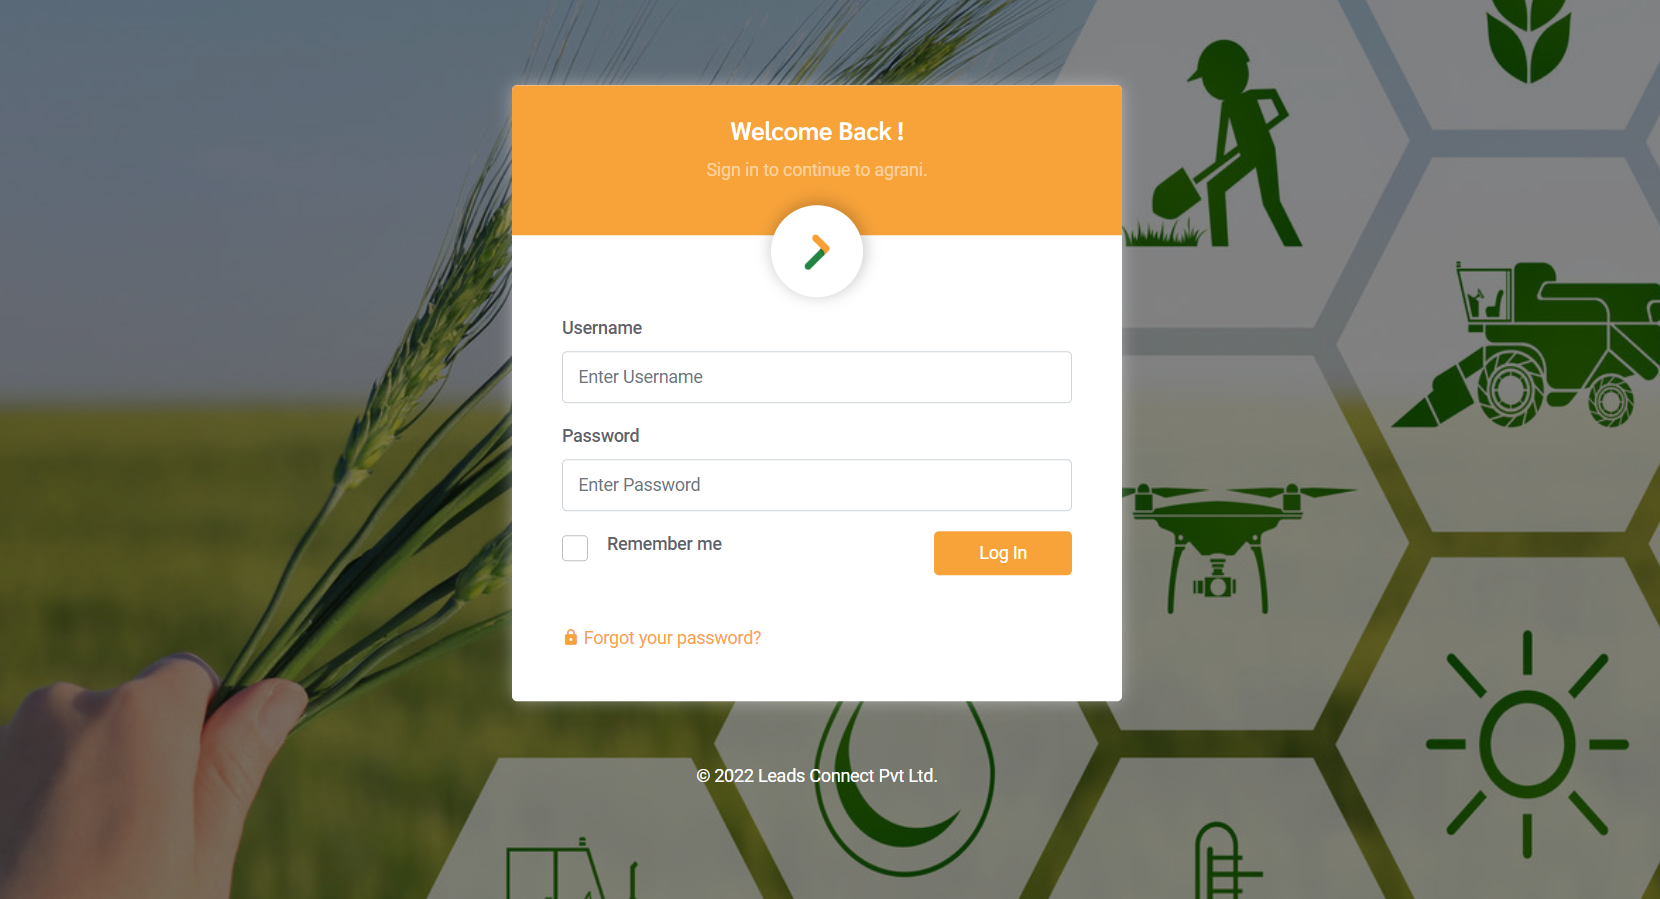 Welcome Back !
Sign in to continue to agrani.
Username
Enter Username
Password
Enter Password
Remember me
Log In
Forgot your password?
© 2022 Leads Connect Pvt Ltd.